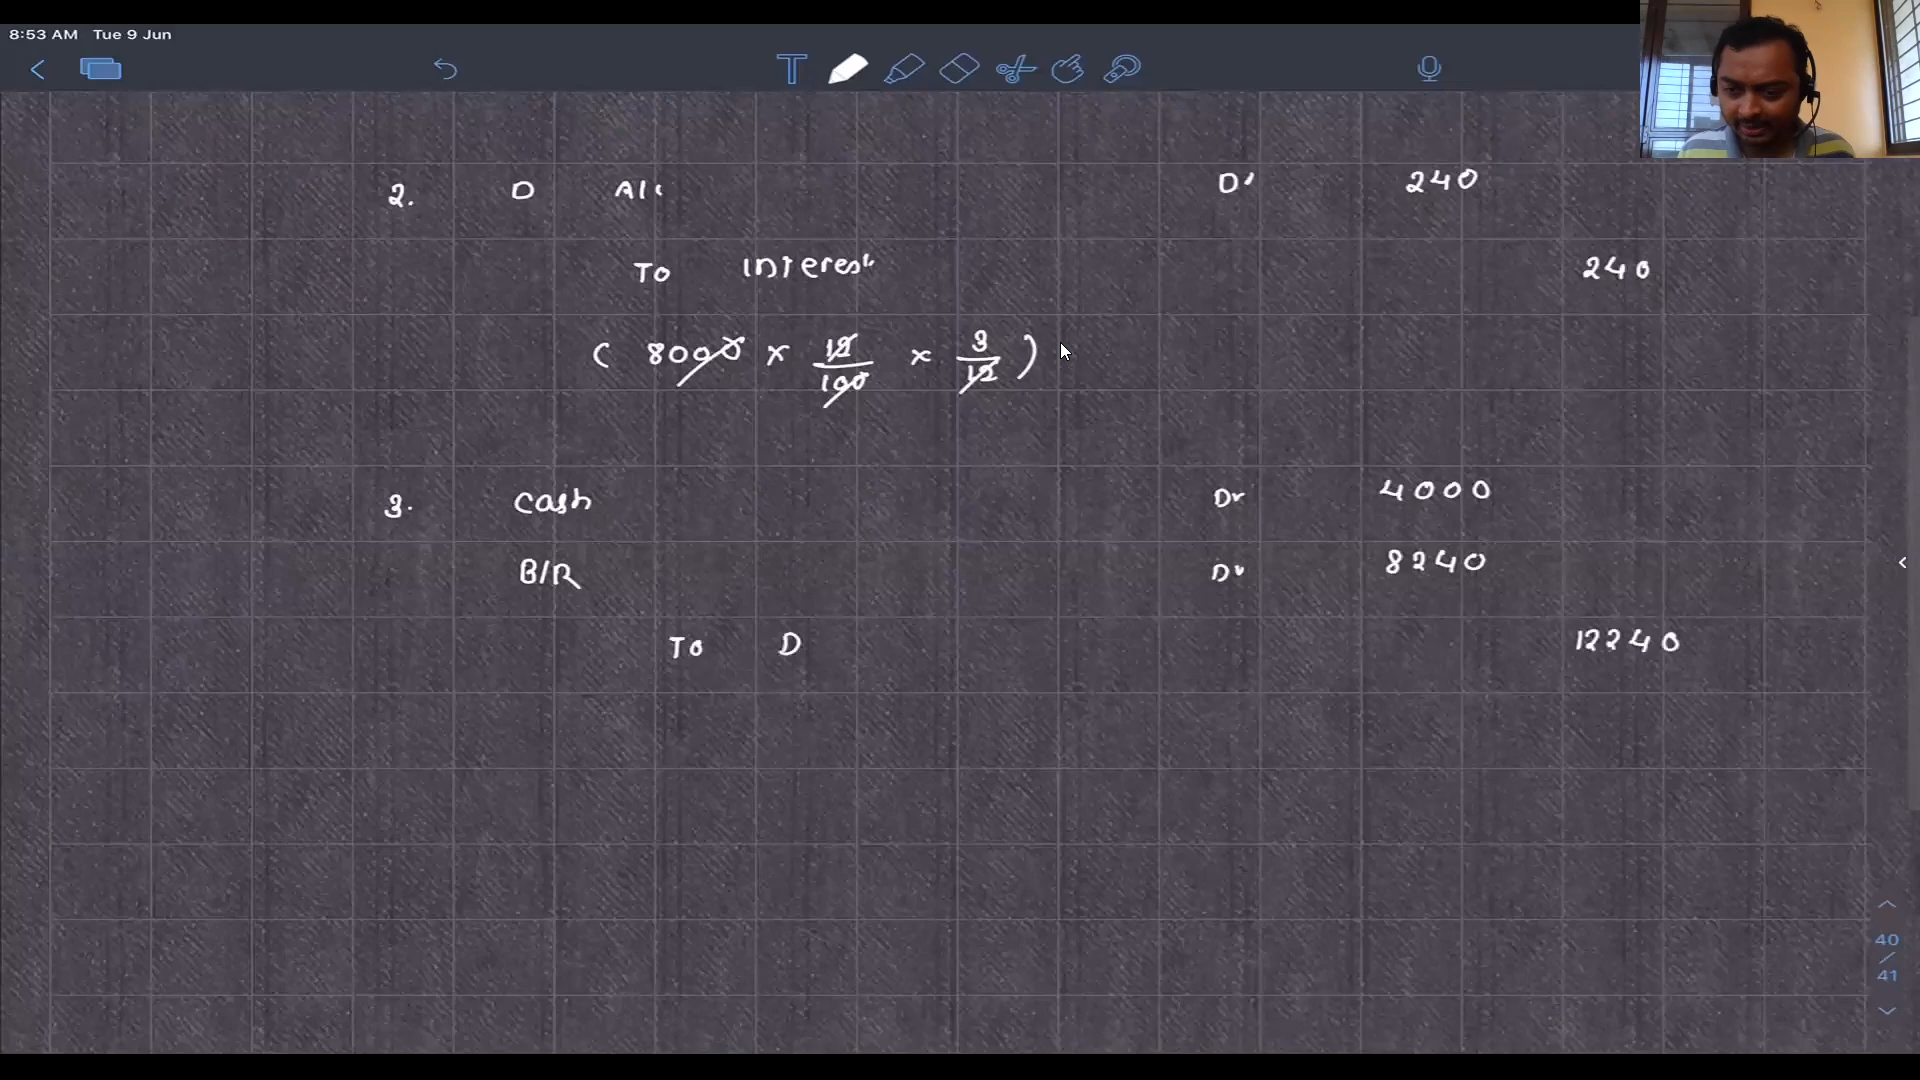 8:53 AM Tue 9 Jun
2. D A/c Dr 240
To Interest 240
( 8000 x 12/100 x 3/12 )
3. Cash Dr 4000
B/R Dr 8240
To D 12240
40
/
41